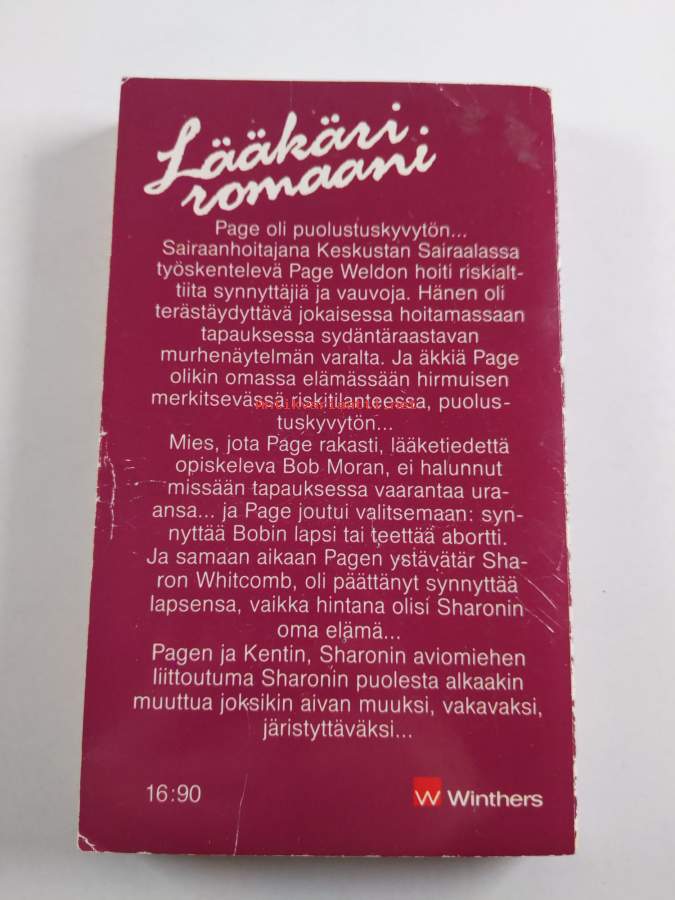 Lääkäri
romaani
Page oli puolustuskyvytön...
Sairaanhoitajana Keskustan Sairaalassa
työskentelevä Page Weldon hoiti riskialt-
tiita synnyttäjiä ja vauvoja. Hänen oli
terästäydyttävä jokaisessa hoitamassaan
tapauksessa sydäntäraastavan
murhenäytelmän varalta. Ja äkkiä Page
olikin omassa elämässään hirmuisen
merkitsevässä riskitilanteessa, puolus-
tuskyvytön...
Mies, jota Page rakasti, lääketiedettä
opiskeleva Bob Moran, ei halunnut
missään tapauksessa vaarantaa ura-
ansa... ja Page joutui valitsemaan: syn-
nyttää Bobin lapsi tai teettää abortti.
Ja samaan aikaan Pagen ystävätär Sha-
ron Whitcomb, oli päättänyt synnyttää
lapsensa, vaikka hintana olisi Sharonin
oma elämä...
Pagen ja Kentin, Sharonin aviomiehen
liittoutuma Sharonin puolesta alkaakin
muuttua joksikin aivan muuksi, vakavaksi,
järistyttäväksi...
16:90
W Winthers